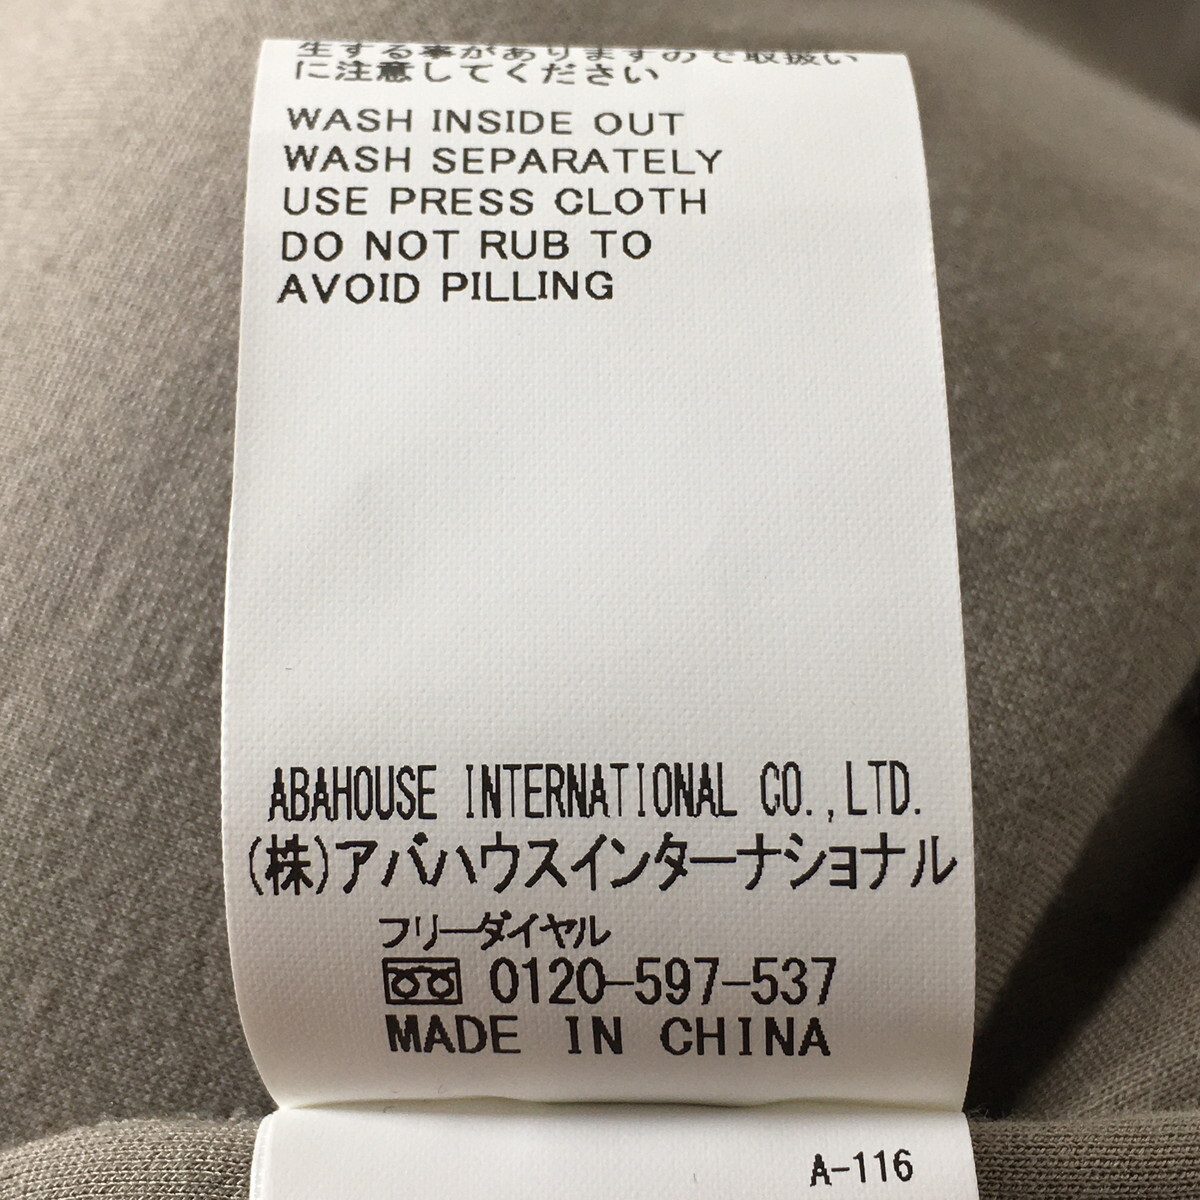 生する事がありますので取扱い
に注意してください
WASH INSIDE OUT
WASH SEPARATELY
USE PRESS CLOTH
DO NOT RUB TO
AVOID PILLING
ABAHOUSE INTERNATIONAL CO.,LTD.
(株)アバハウスインターナショナル
フリーダイヤル
0120-597-537
MADE IN CHINA
A-116